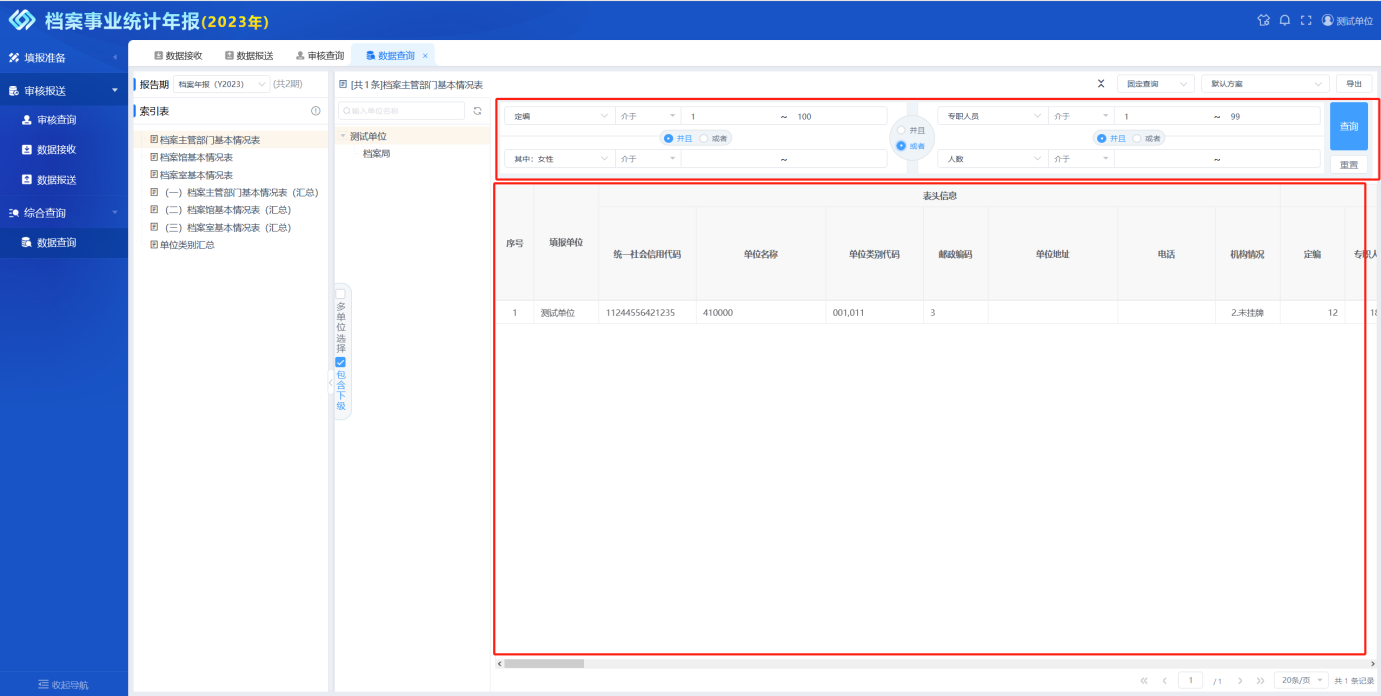 档案事业统计年报(2023年)
测试单位
填报准备
审核报送
审核查询
数据接收
数据报送
综合查询
数据查询
收起导航
数据接收 数据报送 审核查询 数据查询 ×
报告期 档案年报（Y2023） (共2期)
索引表
档案主管部门基本情况表
档案馆基本情况表
档案室基本情况表
（一）档案主管部门基本情况表（汇总）
（二）档案馆基本情况表（汇总）
（三）档案室基本情况表（汇总）
单位类别汇总
[共1条]档案主管部门基本情况表
固定查询 默认方案 导出
输入单位名称
测试单位
档案局
多单位选择
包含下级
定编 介于 1 ~ 100
并且 或者
其中: 女性 介于 ~
并且
或者
专职人员 介于 1 ~ 99
并且 或者
人数 介于 ~
查询
重置
表头信息
序号 填报单位 统一社会信用代码 单位名称 单位类别代码 邮政编码 单位地址 电话 机构情况 定编 专职人
1 测试单位 11244556421235 410000 001,011 3 2.未挂牌 12 18
1 /1 20条/页 共 1 条记录